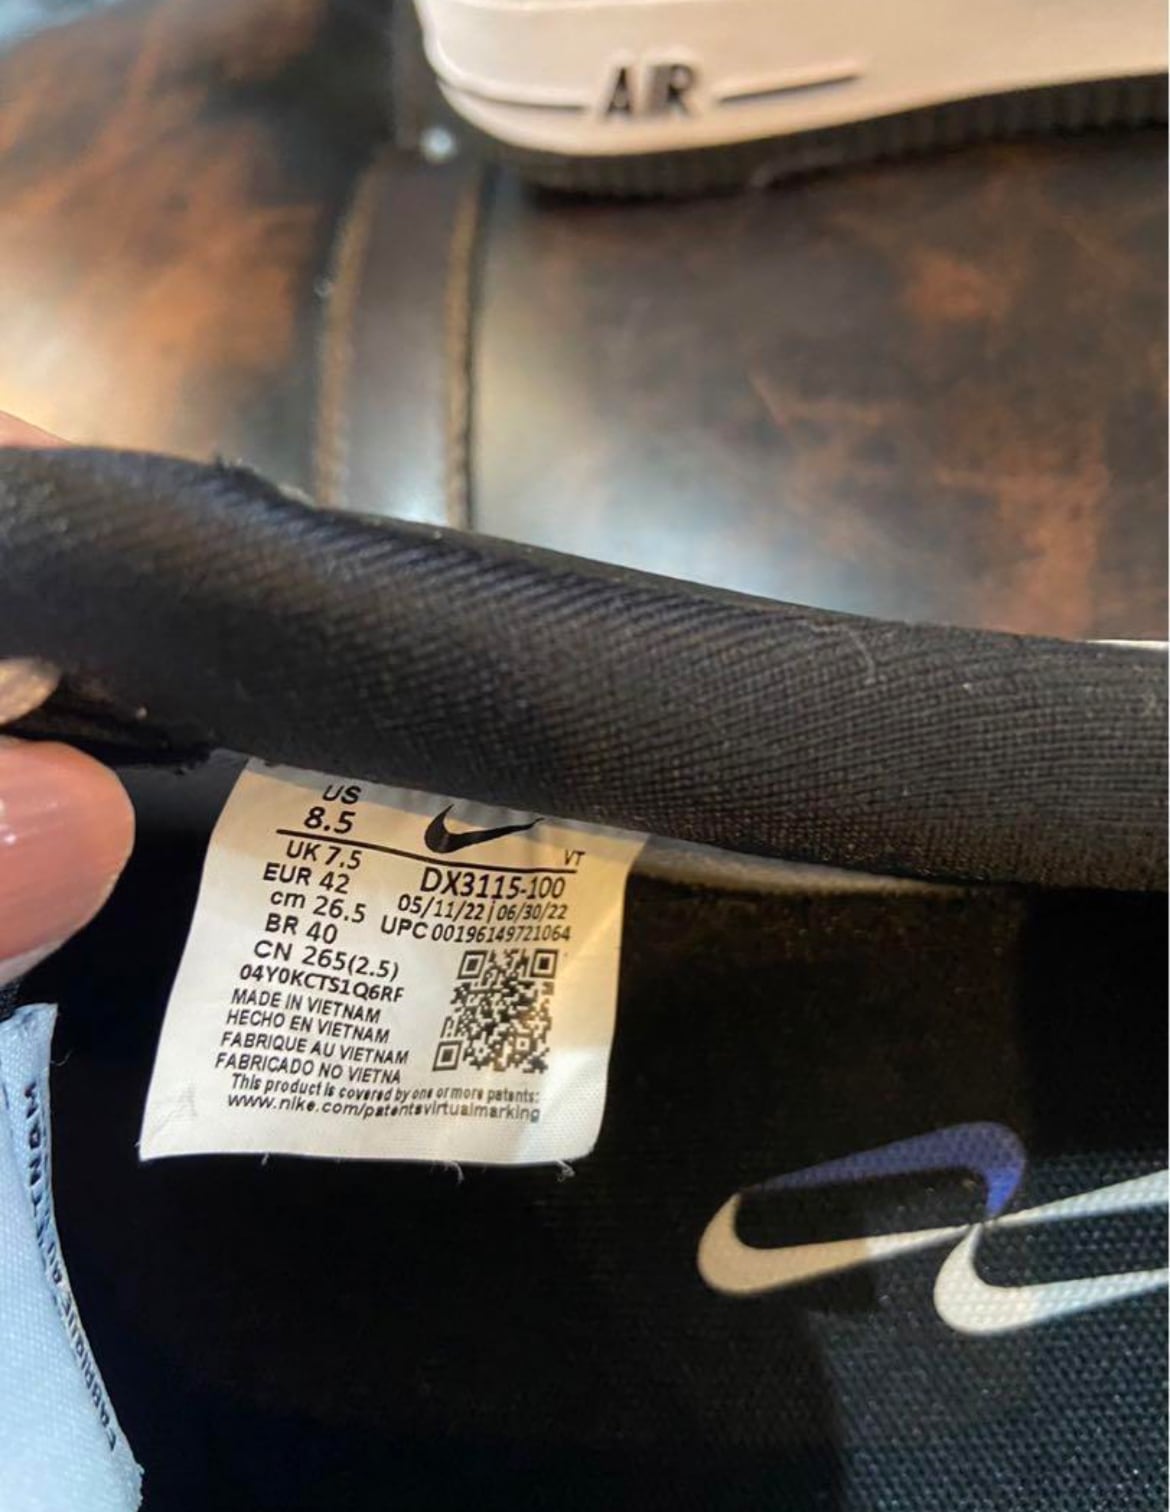 AIR
US
8.5
UK 7.5
EUR 42
cm 26.5
BR 40
CN 265(2.5)
04Y0KCTS1Q6RF
MADE IN VIETNAM
HECHO EN VIETNAM
FABRIQUE AU VIETNAM
FABRICADO NO VIETNA
VT
DX3115-100
05/11/22|06/30/22
UPC 00196149721064
This product is covered by one or more patents:
www.nike.com/patentsvirtualmarking